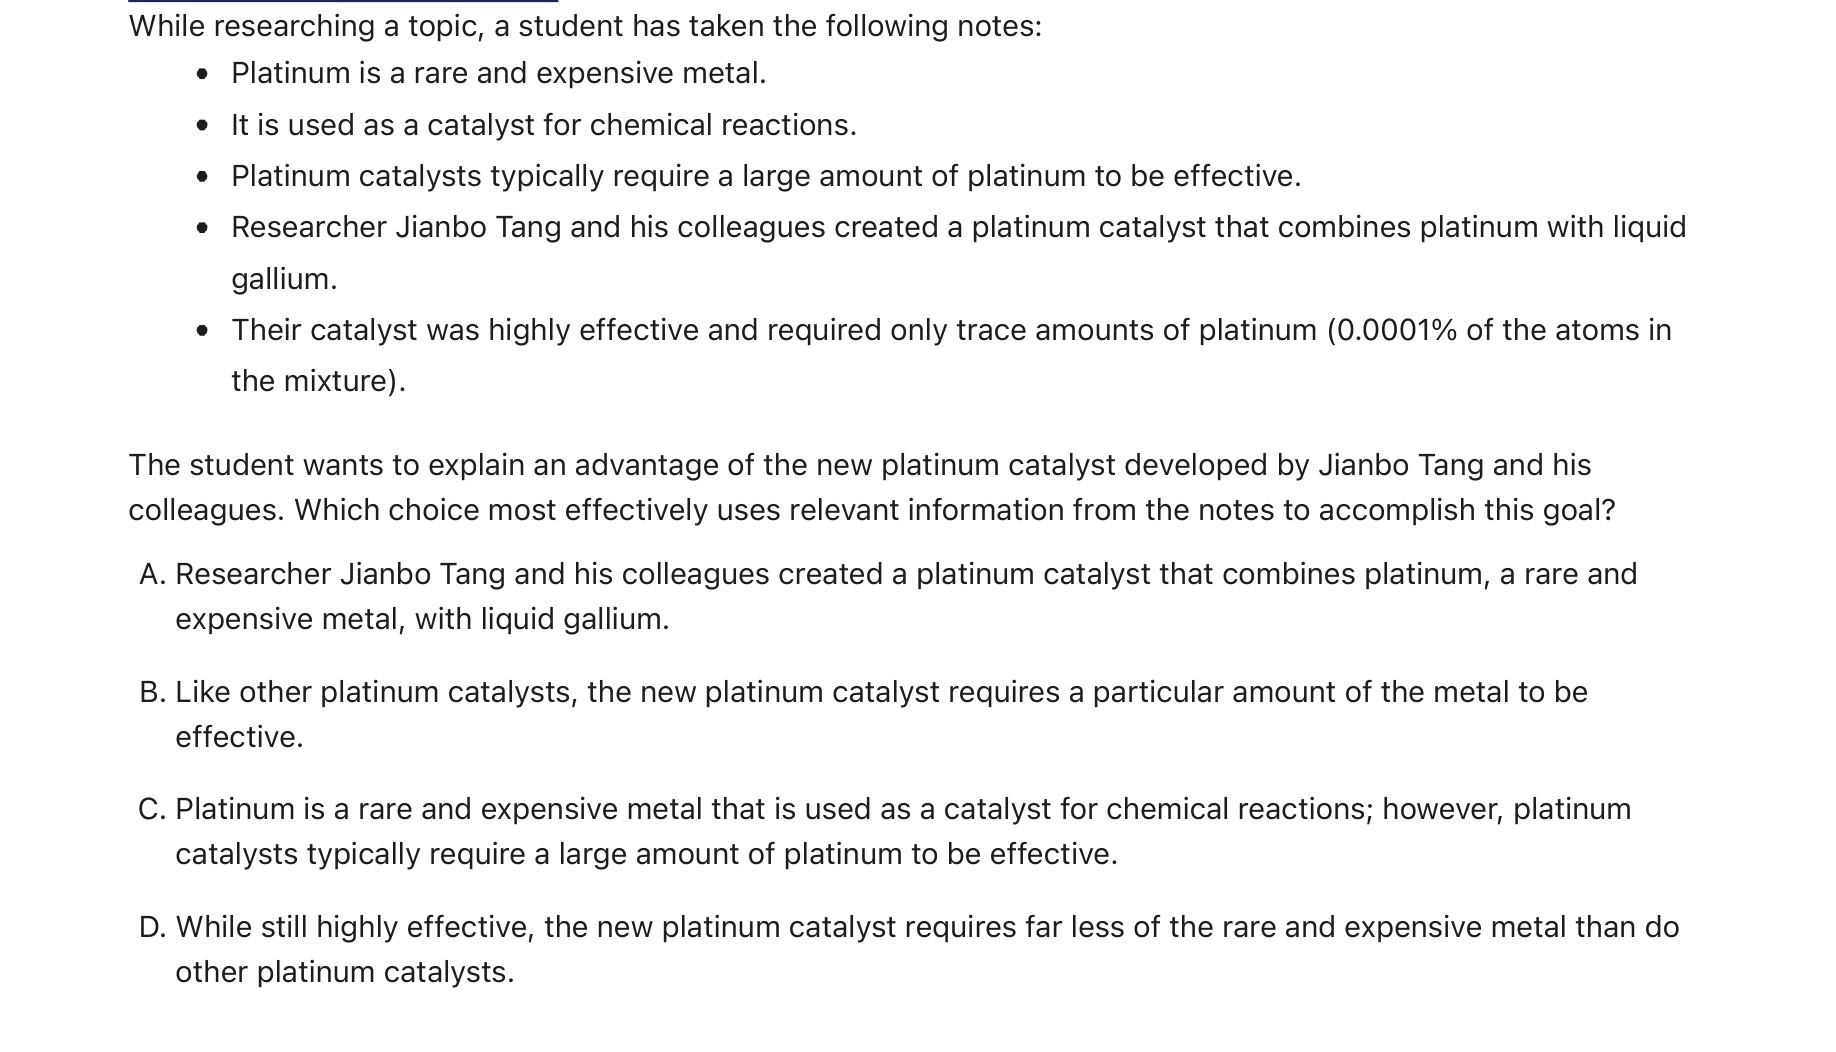 While researching a topic, a student has taken the following notes:
• Platinum is a rare and expensive metal.
• It is used as a catalyst for chemical reactions.
• Platinum catalysts typically require a large amount of platinum to be effective.
• Researcher Jianbo Tang and his colleagues created a platinum catalyst that combines platinum with liquid
gallium.
• Their catalyst was highly effective and required only trace amounts of platinum (0.0001% of the atoms in
the mixture).
The student wants to explain an advantage of the new platinum catalyst developed by Jianbo Tang and his
colleagues. Which choice most effectively uses relevant information from the notes to accomplish this goal?
A. Researcher Jianbo Tang and his colleagues created a platinum catalyst that combines platinum, a rare and
expensive metal, with liquid gallium.
B. Like other platinum catalysts, the new platinum catalyst requires a particular amount of the metal to be
effective.
C. Platinum is a rare and expensive metal that is used as a catalyst for chemical reactions; however, platinum
catalysts typically require a large amount of platinum to be effective.
D. While still highly effective, the new platinum catalyst requires far less of the rare and expensive metal than do
other platinum catalysts.